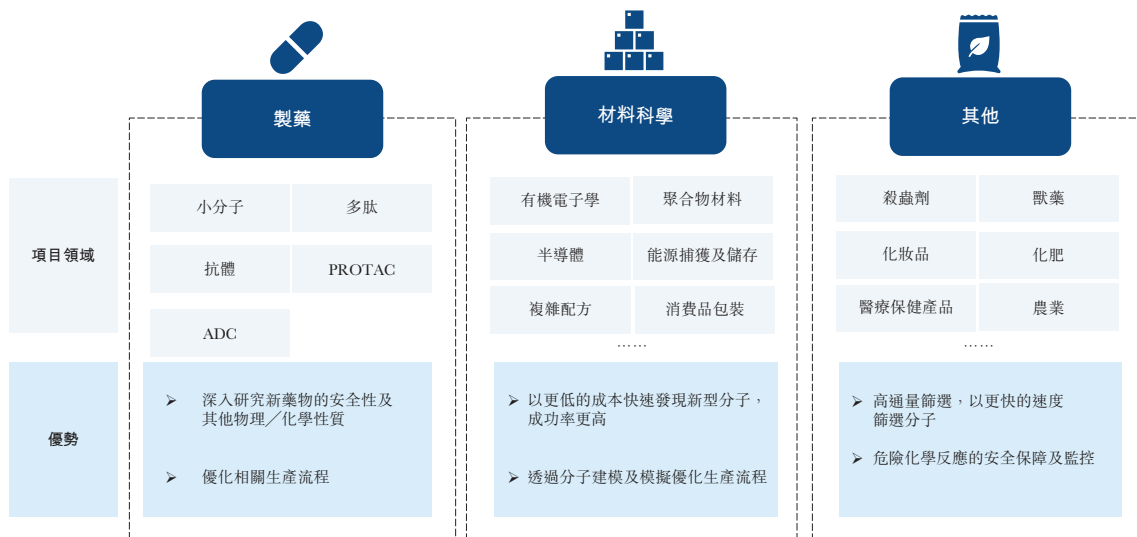 製藥
材料科學
其他
項目領域
小分子
多肽
抗體
PROTAC
ADC
有機電子學
聚合物材料
半導體
能源捕獲及儲存
複雜配方
消費品包裝
……
殺蟲劑
獸藥
化妝品
化肥
醫療保健產品
農業
……
優勢
➢ 深入研究新藥物的安全性及
其他物理╱化學性質
➢ 優化相關生產流程
➢ 以更低的成本快速發現新型分子，
成功率更高
➢ 透過分子建模及模擬優化生產流程
➢ 高通量篩選，以更快的速度
篩選分子
➢ 危險化學反應的安全保障及監控